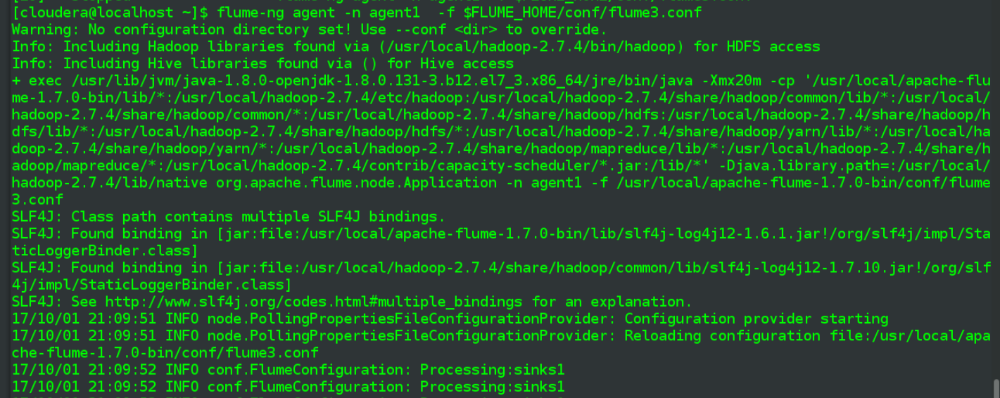 [cloudera@localhost ~]$ flume-ng agent -n agent1  -f $FLUME_HOME/conf/flume3.conf
Warning: No configuration directory set! Use --conf <dir> to override.
Info: Including Hadoop libraries found via (/usr/local/hadoop-2.7.4/bin/hadoop) for HDFS access
Info: Including Hive libraries found via () for Hive access
+ exec /usr/lib/jvm/java-1.8.0-openjdk-1.8.0.131-3.b12.el7_3.x86_64/jre/bin/java -Xmx20m -cp '/usr/local/apache-flu
me-1.7.0-bin/lib/*:/usr/local/hadoop-2.7.4/etc/hadoop:/usr/local/hadoop-2.7.4/share/hadoop/common/lib/*:/usr/local/
hadoop-2.7.4/share/hadoop/common/*:/usr/local/hadoop-2.7.4/share/hadoop/hdfs:/usr/local/hadoop-2.7.4/share/hadoop/h
dfs/lib/*:/usr/local/hadoop-2.7.4/share/hadoop/hdfs/*:/usr/local/hadoop-2.7.4/share/hadoop/yarn/lib/*:/usr/local/ha
doop-2.7.4/share/hadoop/yarn/*:/usr/local/hadoop-2.7.4/share/hadoop/mapreduce/lib/*:/usr/local/hadoop-2.7.4/share/h
adoop/mapreduce/*:/usr/local/hadoop-2.7.4/contrib/capacity-scheduler/*.jar:/lib/*' -Djava.library.path=:/usr/local/
hadoop-2.7.4/lib/native org.apache.flume.node.Application -n agent1 -f /usr/local/apache-flume-1.7.0-bin/conf/flume
3.conf
SLF4J: Class path contains multiple SLF4J bindings.
SLF4J: Found binding in [jar:file:/usr/local/apache-flume-1.7.0-bin/lib/slf4j-log4j12-1.6.1.jar!/org/slf4j/impl/Sta
ticLoggerBinder.class]
SLF4J: Found binding in [jar:file:/usr/local/hadoop-2.7.4/share/hadoop/common/lib/slf4j-log4j12-1.7.10.jar!/org/slf
4j/impl/StaticLoggerBinder.class]
SLF4J: See http://www.slf4j.org/codes.html#multiple_bindings for an explanation.
17/10/01 21:09:51 INFO node.PollingPropertiesFileConfigurationProvider: Configuration provider starting
17/10/01 21:09:51 INFO node.PollingPropertiesFileConfigurationProvider: Reloading configuration file:/usr/local/apa
che-flume-1.7.0-bin/conf/flume3.conf
17/10/01 21:09:52 INFO conf.FlumeConfiguration: Processing:sinks1
17/10/01 21:09:52 INFO conf.FlumeConfiguration: Processing:sinks1